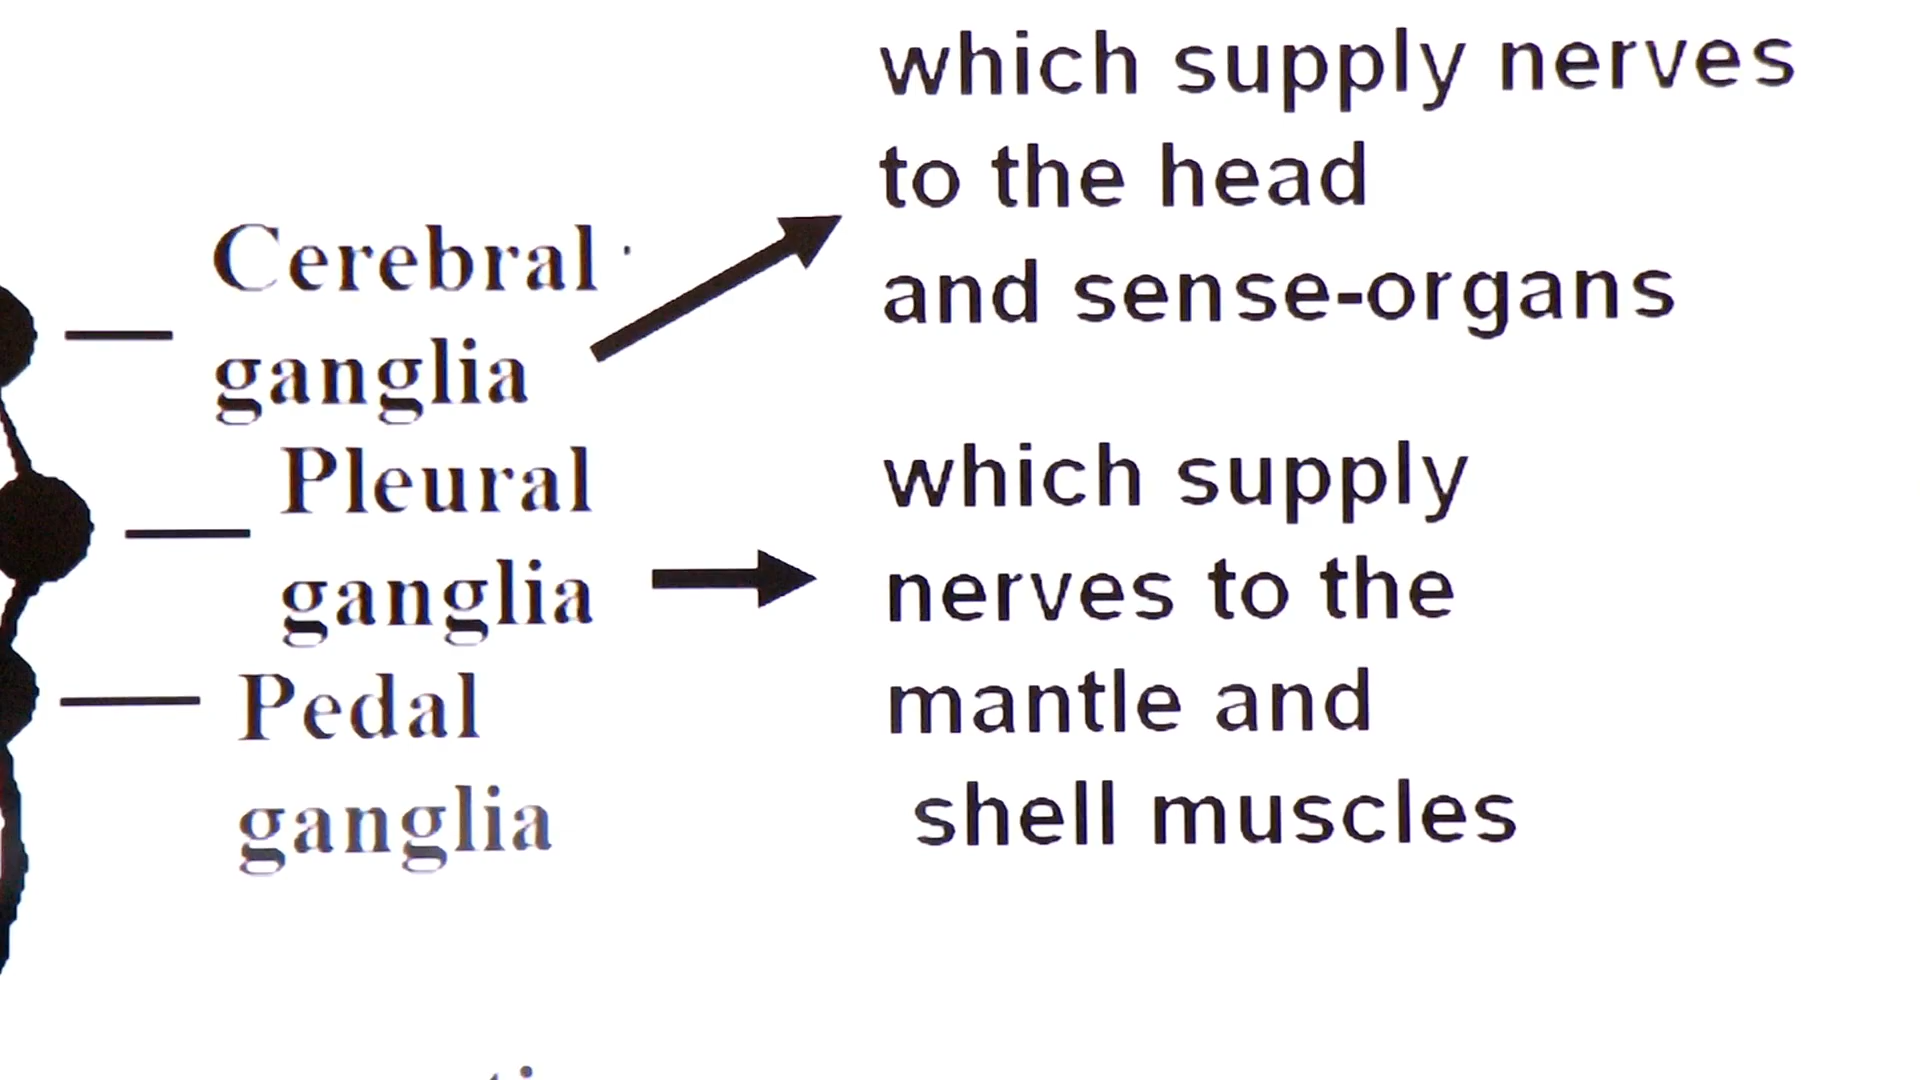 which supply nerves
to the head
and sense-organs
Cerebral
ganglia
Pleural
ganglia
which supply
nerves to the
mantle and
shell muscles
Pedal
ganglia